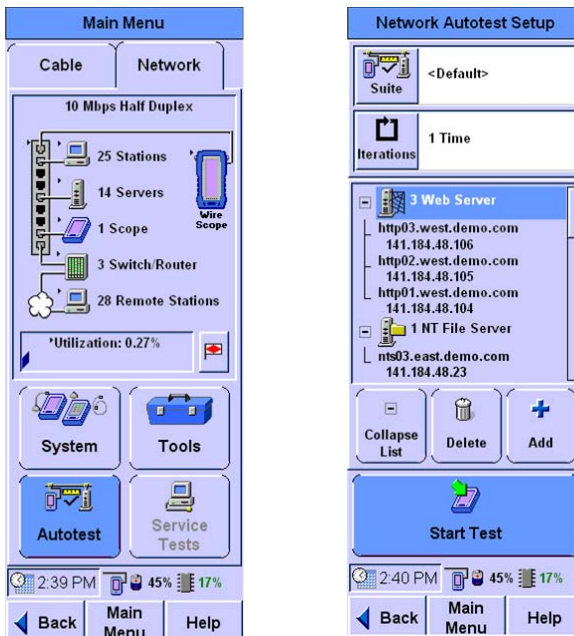 Main Menu
Cable
Network
10 Mbps Half Duplex
25 Stations
14 Servers
1 Scope
Wire
Scope
3 Switch/Router
28 Remote Stations
Utilization: 0.27%
System
Tools
Autotest
Service
Tests
2:39 PM
45%
17%
Back
Main
Menu
Help
Network Autotest Setup
Suite
<Default>
Iterations
1 Time
3 Web Server
http03.west.demo.com
141.184.48.106
http02.west.demo.com
141.184.48.105
http01.west.demo.com
141.184.48.104
1 NT File Server
nts03.east.demo.com
141.184.48.23
Collapse
List
Delete
Add
Start Test
2:40 PM
45%
17%
Back
Main
Menu
Help